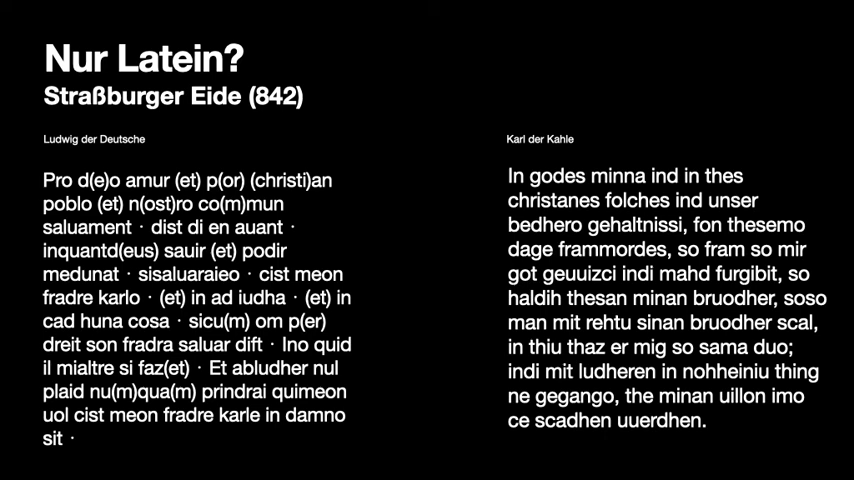 Nur Latein?
Straßburger Eide (842)
Ludwig der Deutsche
Pro d(e)o amur (et) p(or) (christi)an
poblo (et) n(ost)ro co(m)mun
saluament · dist di en auant ·
inquantd(eus) sauir (et) podir
medunat · sisaluaraieo · cist meon
fradre karlo · (et) in ad iudha · (et) in
cad huna cosa · sicu(m) om p(er)
dreit son fradra saluar dift · Ino quid
il mialtre si faz(et) · Et abludher nul
plaid nu(m)qua(m) prindrai quimeon
uol cist meon fradre karle in damno
sit ·
Karl der Kahle
In godes minna ind in thes
christanes folches ind unser
bedhero gehaltnissi, fon thesemo
dage frammordes, so fram so mir
got geuuizci indi mahd furgibit, so
haldih thesan minan bruodher, soso
man mit rehtu sinan bruodher scal,
in thiu thaz er mig so sama duo;
indi mit ludheren in nohheiniu thing
ne gegango, the minan uillon imo
ce scadhen uuerdhen.